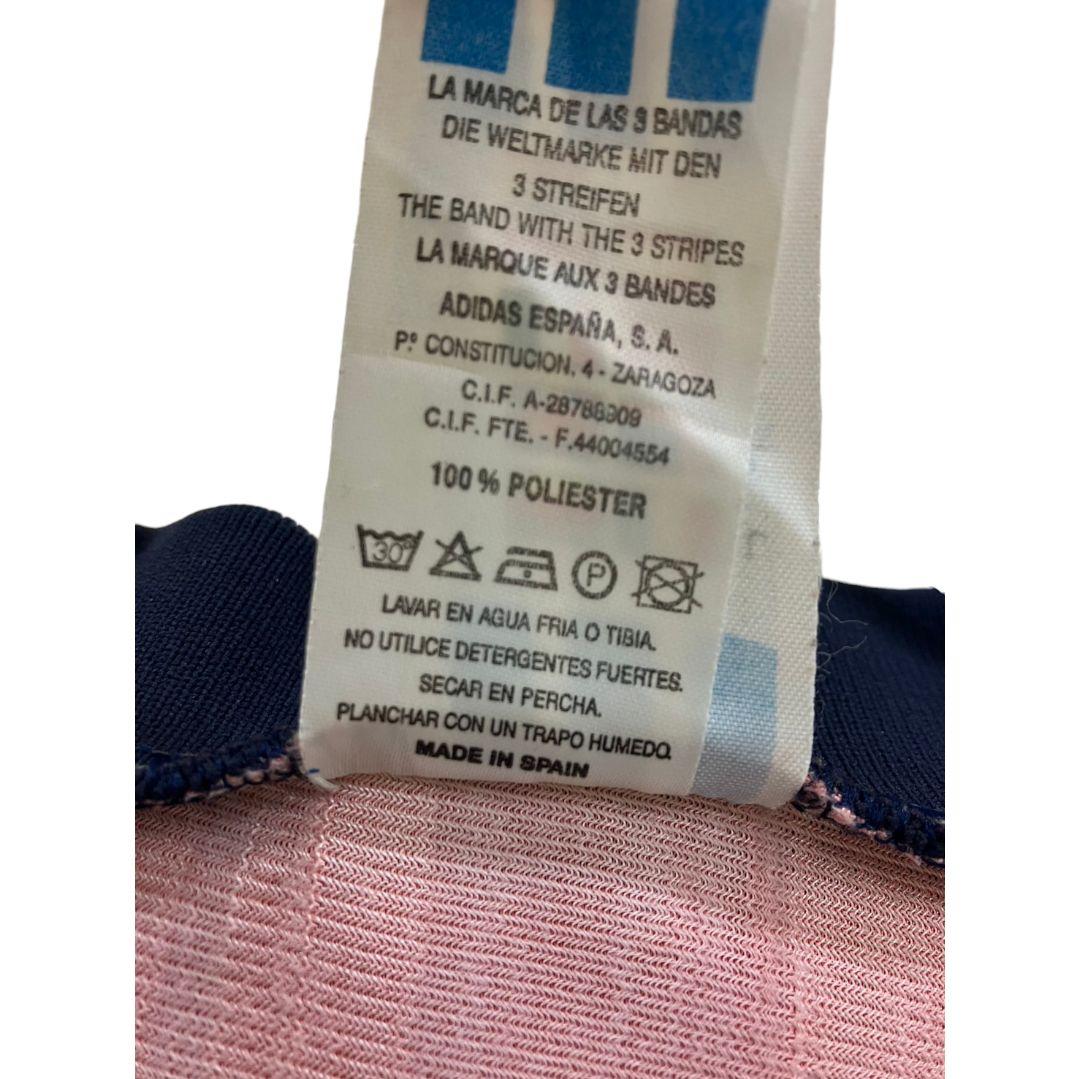 LA MARCA DE LAS 3 BANDAS
DIE WELTMARKE MIT DEN
3 STREIFEN
THE BAND WITH THE 3 STRIPES
LA MARQUE AUX 3 BANDES
ADIDAS ESPAÑA, S. A.
Pº CONSTITUCION, 4 - ZARAGOZA
C.I.F. A-28788909
C.I.F. FTE. - F.44004554
100 % POLIESTER
30° P
LAVAR EN AGUA FRIA O TIBIA.
NO UTILICE DETERGENTES FUERTES.
SECAR EN PERCHA.
PLANCHAR CON UN TRAPO HUMEDO.
MADE IN SPAIN